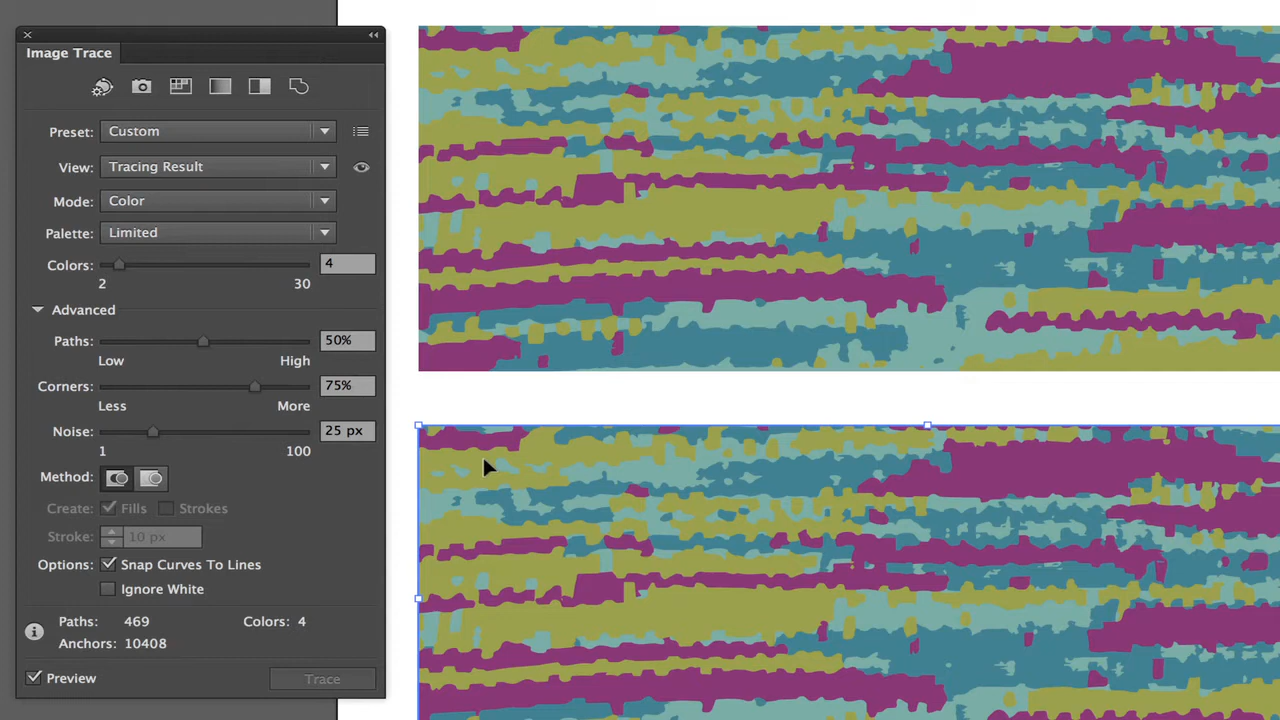 Image Trace
Preset: Custom
View: Tracing Result
Mode: Color
Palette: Limited
Colors: 4
2 30
Advanced
Paths: 50%
Low High
Corners: 75%
Less More
Noise: 25 px
1 100
Method:
Create: Fills Strokes
Stroke: 10 px
Options: Snap Curves To Lines
Ignore White
Paths: 469 Colors: 4
Anchors: 10408
Preview Trace